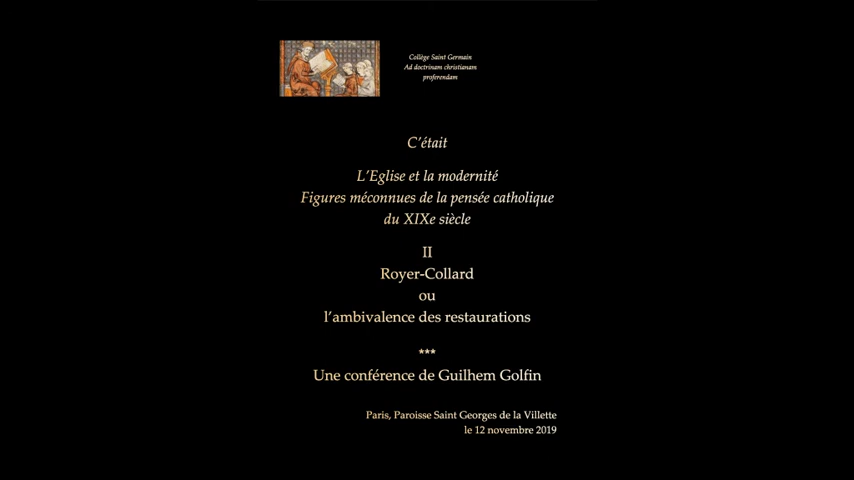 Collège Saint Germain
Ad doctrinam christianam
proferendam
C'était
L'Eglise et la modernité
Figures méconnues de la pensée catholique
du XIXe siècle
II
Royer-Collard
ou
l'ambivalence des restaurations
***
Une conférence de Guilhem Golfin
Paris, Paroisse Saint Georges de la Villette
le 12 novembre 2019